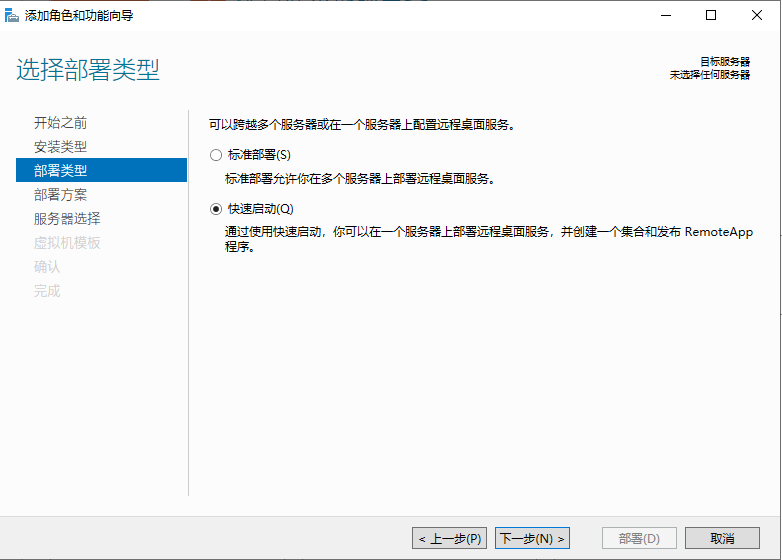 添加角色和功能向导
选择部署类型
目标服务器
未选择任何服务器
开始之前
安装类型
部署类型
部署方案
服务器选择
虚拟机模板
确认
完成
可以跨越多个服务器或在一个服务器上配置远程桌面服务。
标准部署(S)
标准部署允许你在多个服务器上部署远程桌面服务。
快速启动(Q)
通过使用快速启动，你可以在一个服务器上部署远程桌面服务，并创建一个集合和发布 RemoteApp
程序。
< 上一步(P)
下一步(N) >
部署(D)
取消